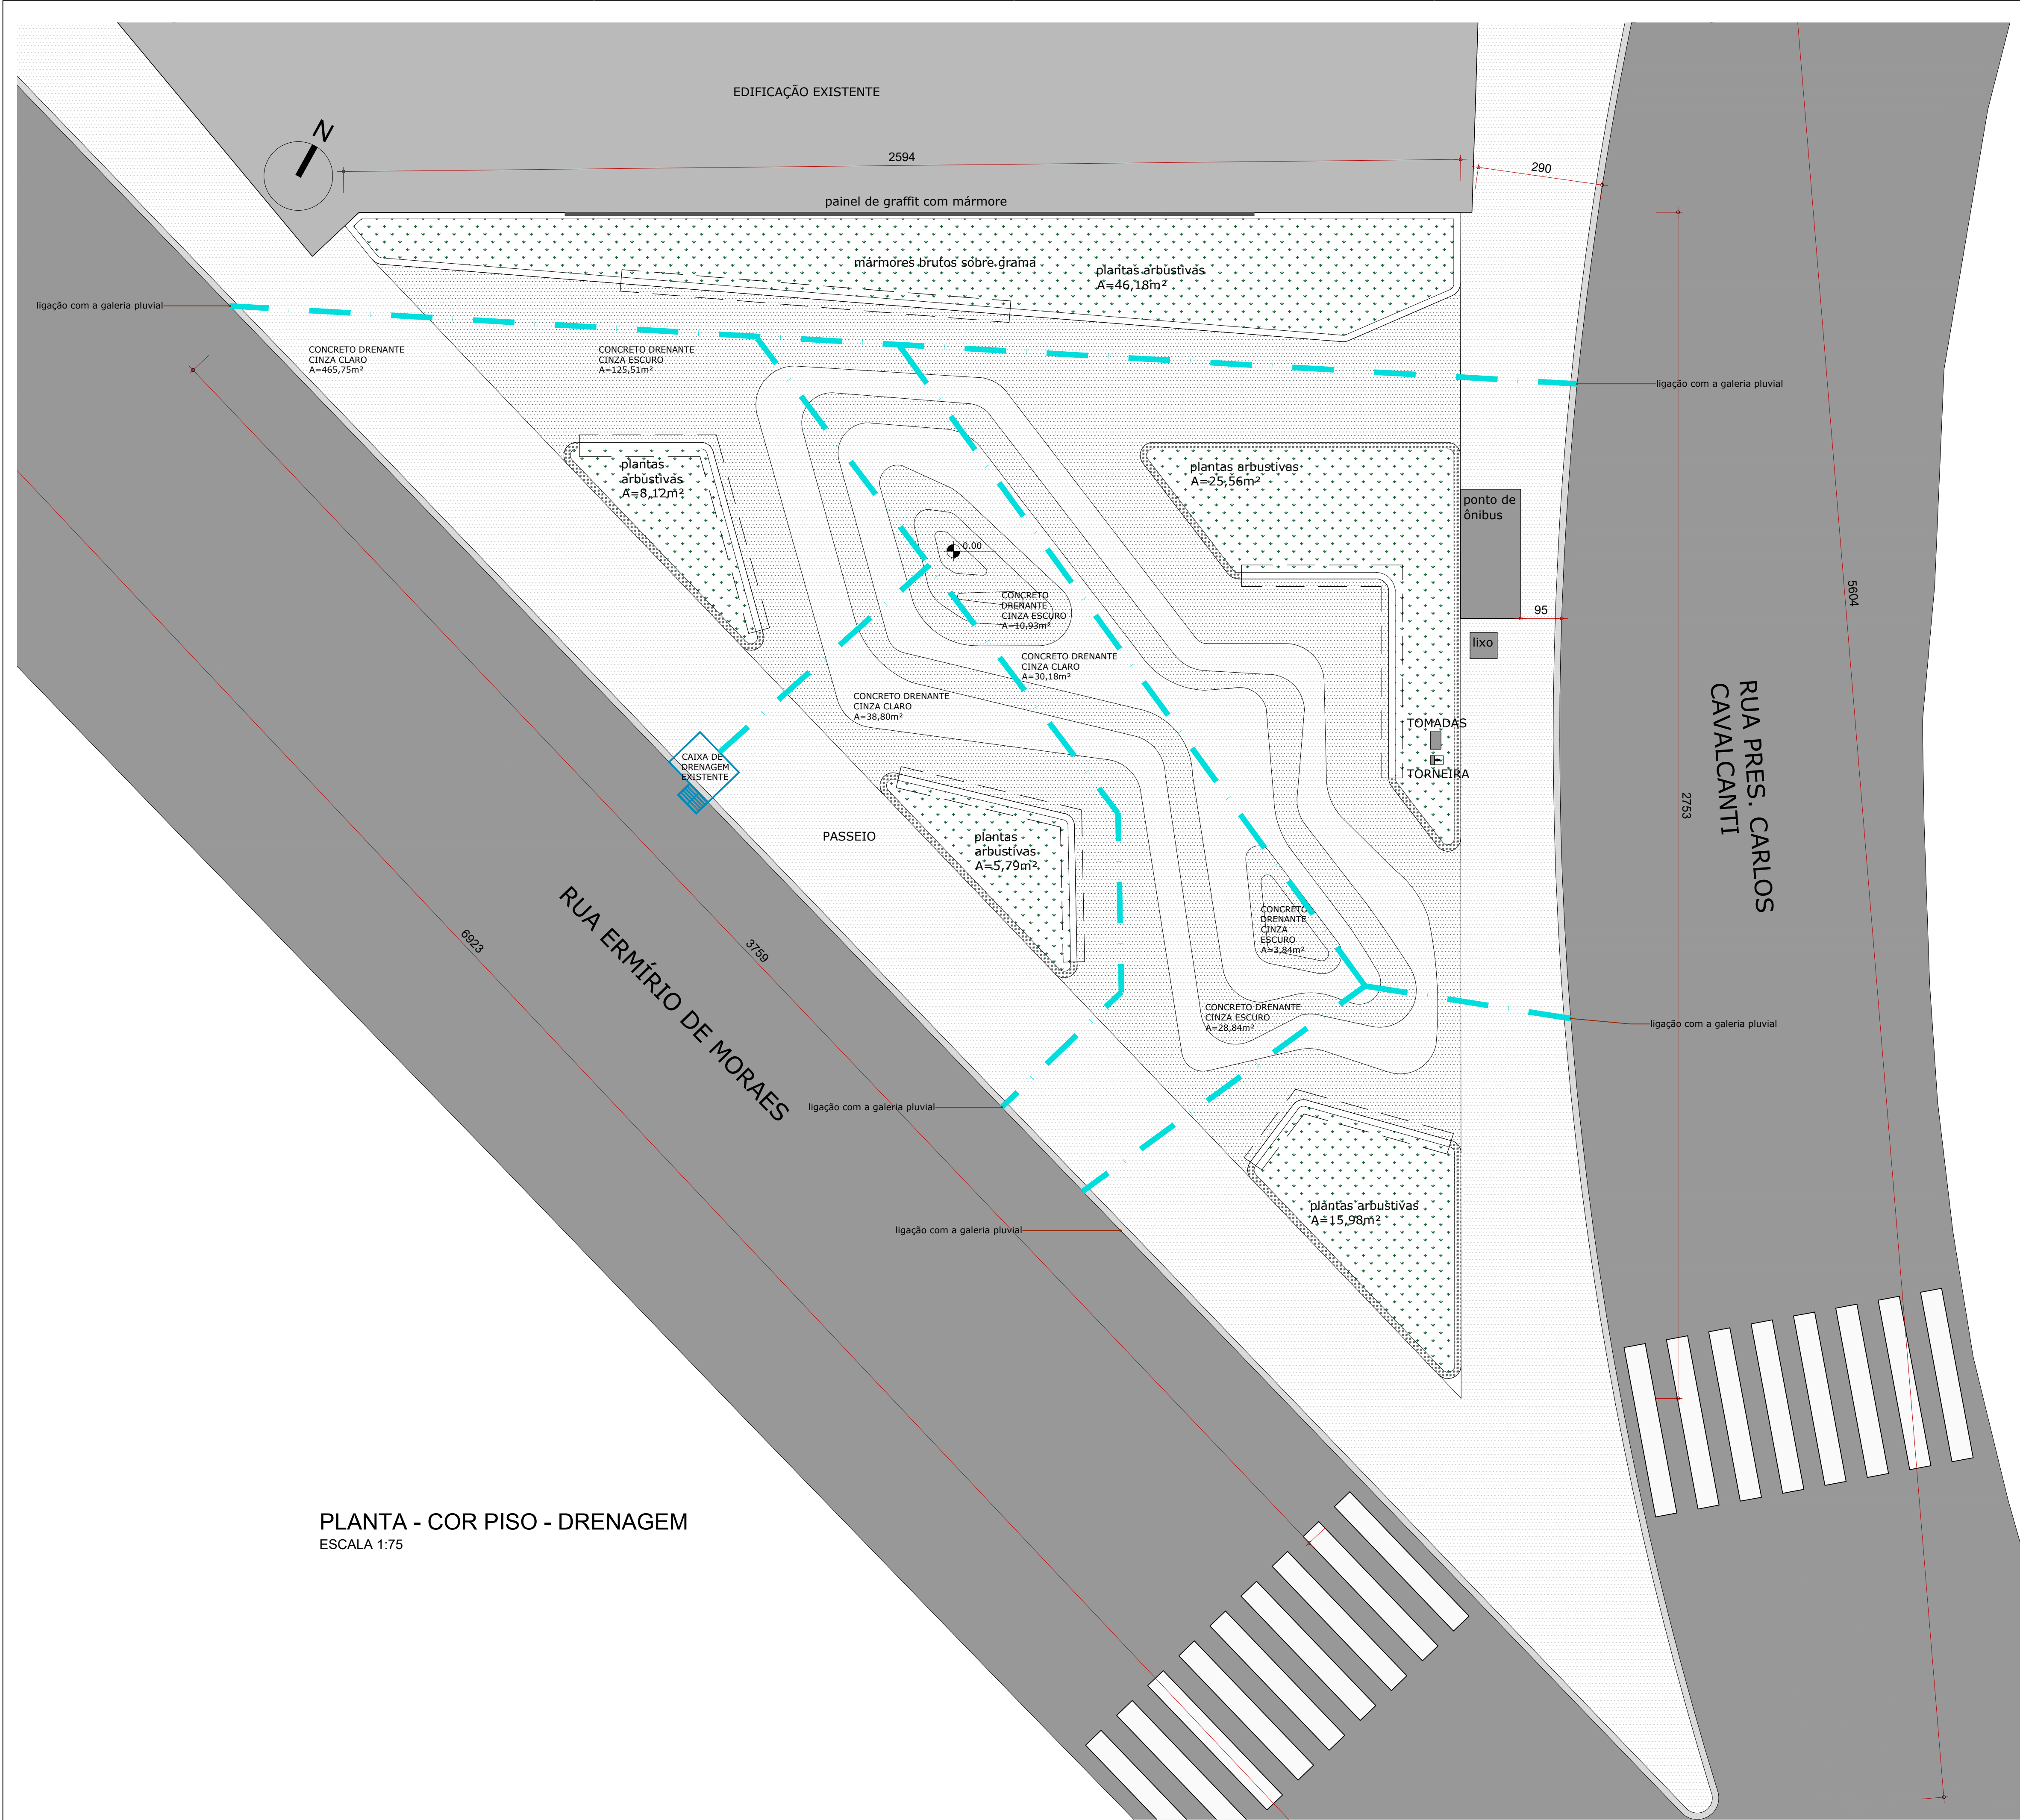 EDIFICAÇÃO EXISTENTE
N
2594
290
painel de graffit com mármore
mármores brutos sobre grama
plantas arbustivas
A=46,18m²
ligação com a galeria pluvial
CONCRETO DRENANTE
CINZA CLARO
A=465,75m²
CONCRETO DRENANTE
CINZA ESCURO
A=125,51m²
ligação com a galeria pluvial
plantas
arbustivas
A=8,12m²
plantas arbustivas
A=25,56m²
ponto de
ônibus
0.00
CONCRETO
DRENANTE
CINZA ESCURO
A=10,93m²
95
5604
lixo
CONCRETO DRENANTE
CINZA CLARO
A=30,18m²
CONCRETO DRENANTE
CINZA CLARO
A=38,80m²
TOMADAS
TORNEIRA
RUA PRES. CARLOS
CAVALCANTI
CAIXA DE
DRENAGEM
EXISTENTE
2753
PASSEIO
plantas
arbustivas
A=5,79m²
RUA ERMÍRIO DE MORAES
6923
3759
CONCRETO
DRENANTE
CINZA
ESCURO
A=3,84m²
CONCRETO DRENANTE
CINZA ESCURO
A=28,84m²
ligação com a galeria pluvial
ligação com a galeria pluvial
plantas arbustivas
A=15,98m²
ligação com a galeria pluvial
PLANTA - COR PISO - DRENAGEM
ESCALA 1:75